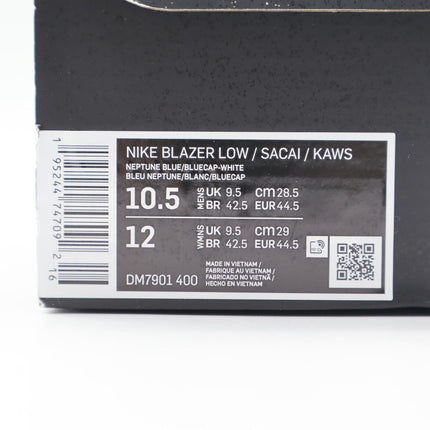 NIKE BLAZER LOW / SACAI / KAWS
NEPTUNE BLUE/BLUECAP-WHITE
BLEU NEPTUNE/BLANC/BLUECAP
10.5 MENS UK 9.5 CM 28.5
BR 42.5 EUR 44.5
12 WMNS UK 9.5 CM 29
BR 42.5 EUR 44.5
DM7901 400
MADE IN VIETNAM /
FABRIQUÉ AU VIETNAM /
FABRICADO NO VIETNÃ /
HECHO EN VIETNAM
1 95244 74709 2 16